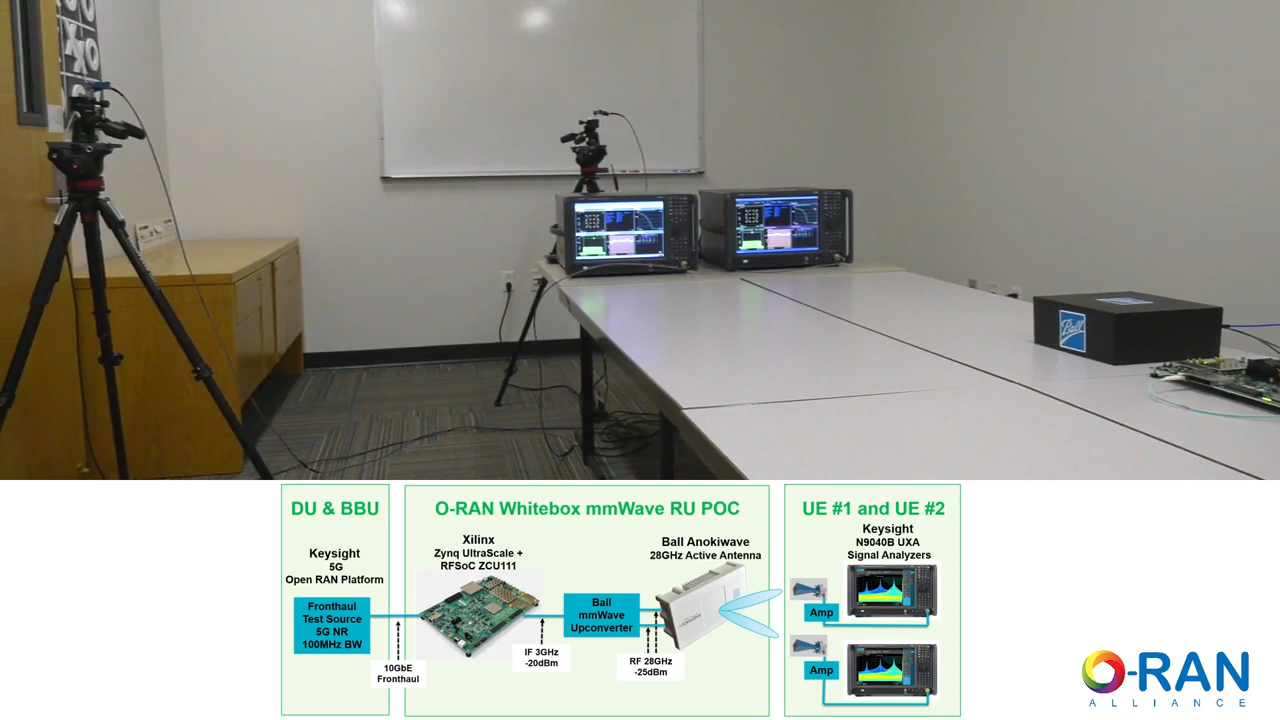 Ball
DU & BBU
Keysight
5G
Open RAN Platform
Fronthaul
Test Source
5G NR
100MHz BW
10GbE
Fronthaul
O-RAN Whitebox mmWave RU POC
Xilinx
Zynq UltraScale +
RFSoC ZCU111
IF 3GHz
-20dBm
Ball
mmWave
Upconverter
Ball Anokiwave
28GHz Active Antenna
RF 28GHz
-25dBm
UE #1 and UE #2
Keysight
N9040B UXA
Signal Analyzers
Amp
Amp
O-RAN
ALLIANCE